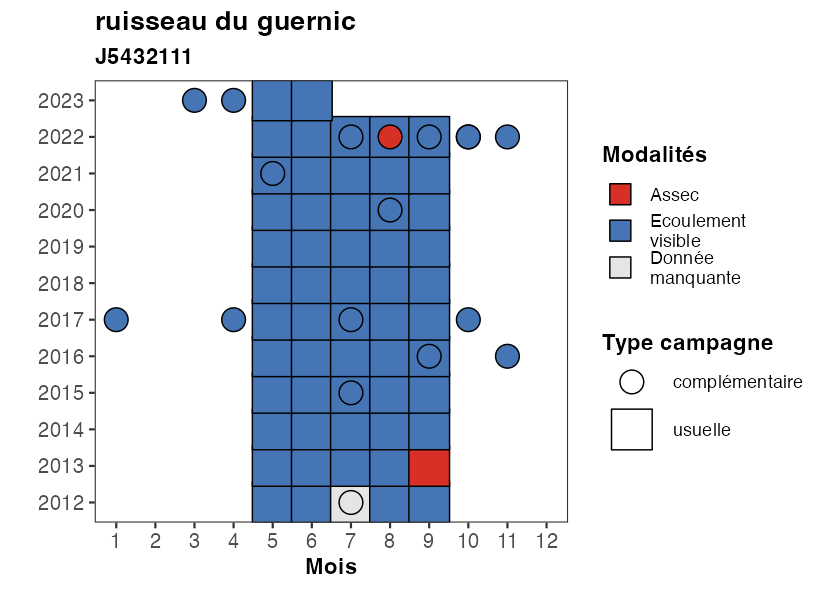 ruisseau du guernic
J5432111
2023
2022
2021
2020
2019
2018
2017
2016
2015
2014
2013
2012
1 2 3 4 5 6 7 8 9 10 11 12
Mois
Modalités
Assec
Ecoulement
visible
Donnée
manquante
Type campagne
complémentaire
usuelle